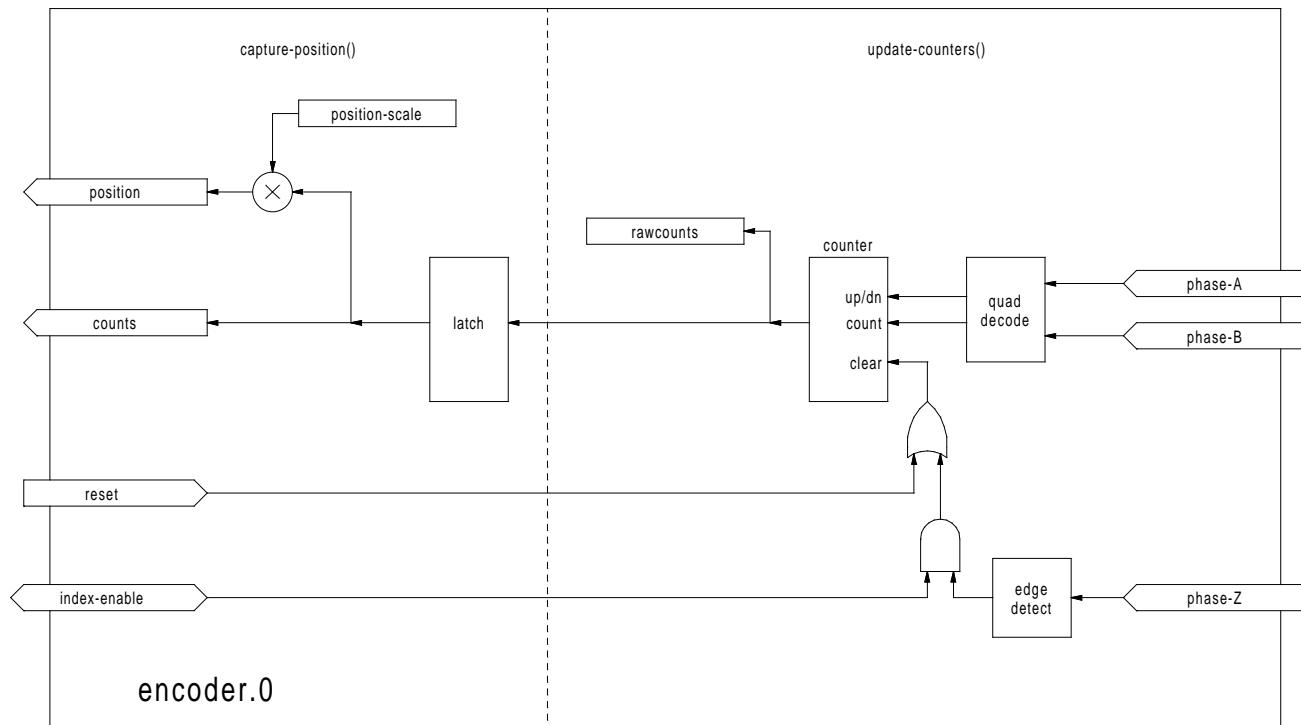 capture-position()
update-counters()
position-scale
position
rawcounts
counter
up/dn
count
clear
quad
decode
phase-A
phase-B
counts
latch
reset
index-enable
edge
detect
phase-Z
encoder.0